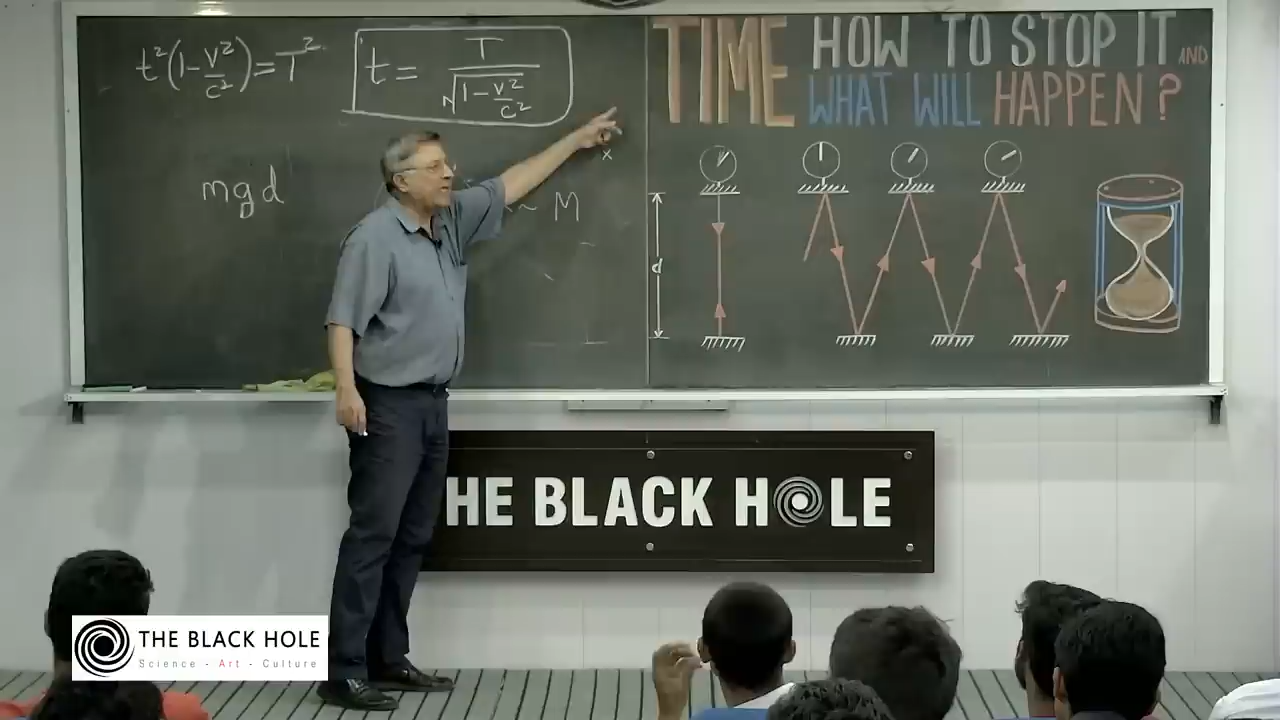 t²(1-v²/c²)=T²
t = T/√(1-v²/c²)
TIME HOW TO STOP IT AND
WHAT WILL HAPPEN?
mgd
~ M
x
d
THE BLACK HOLE
THE BLACK HOLE
Science - Art - Culture